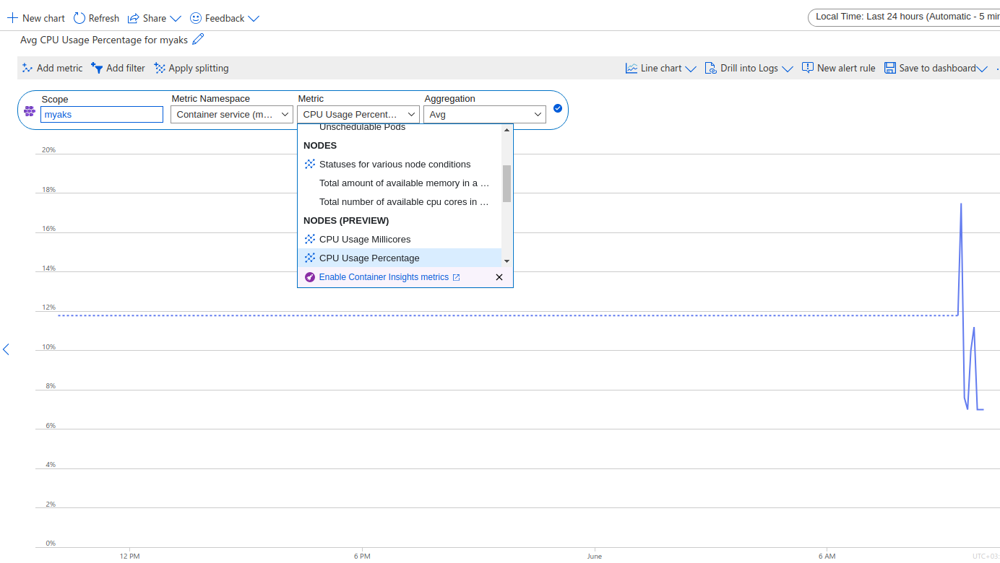 New chart Refresh Share Feedback Local Time: Last 24 hours (Automatic - 5 min
Avg CPU Usage Percentage for myaks
Add metric Add filter Apply splitting Line chart Drill into Logs New alert rule Save to dashboard
Scope Metric Namespace Metric Aggregation
myaks Container service (m... CPU Usage Percent... Avg
Unschedulable Pods
NODES
Statuses for various node conditions
Total amount of available memory in a ...
Total number of available cpu cores in ...
NODES (PREVIEW)
CPU Usage Millicores
CPU Usage Percentage
Enable Container Insights metrics
20%
18%
16%
14%
12%
10%
8%
6%
4%
2%
0%
12 PM 6 PM June 6 AM UTC+03: